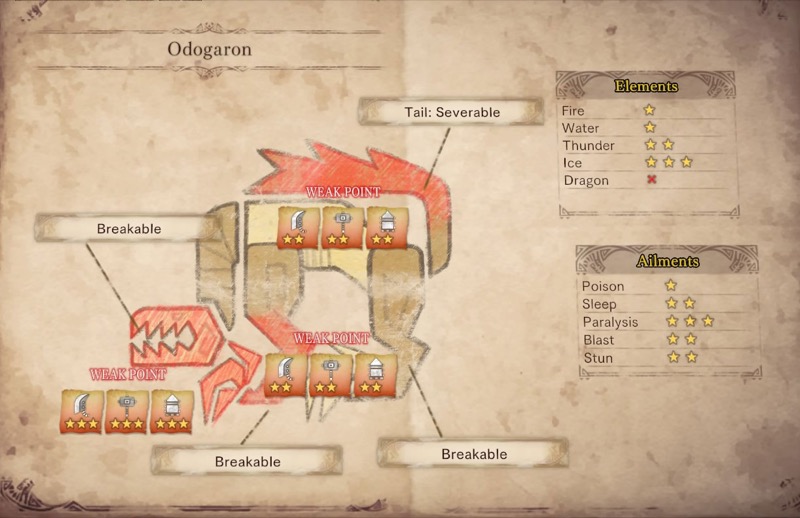 Odogaron
Tail: Severable
Elements
Fire
Water
Thunder
Ice
Dragon
WEAK POINT
Breakable
Ailments
Poison
Sleep
Paralysis
Blast
Stun
WEAK POINT
WEAK POINT
Breakable
Breakable